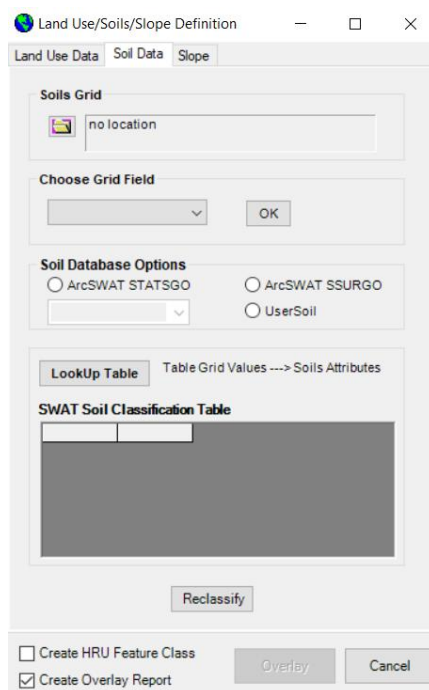 Land Use/Soils/Slope Definition
Land Use Data Soil Data Slope
Soils Grid
no location
Choose Grid Field
OK
Soil Database Options
ArcSWAT STATSGO ArcSWAT SSURGO
UserSoil
LookUp Table Table Grid Values ---> Soils Attributes
SWAT Soil Classification Table
Reclassify
Create HRU Feature Class
Create Overlay Report
Overlay Cancel